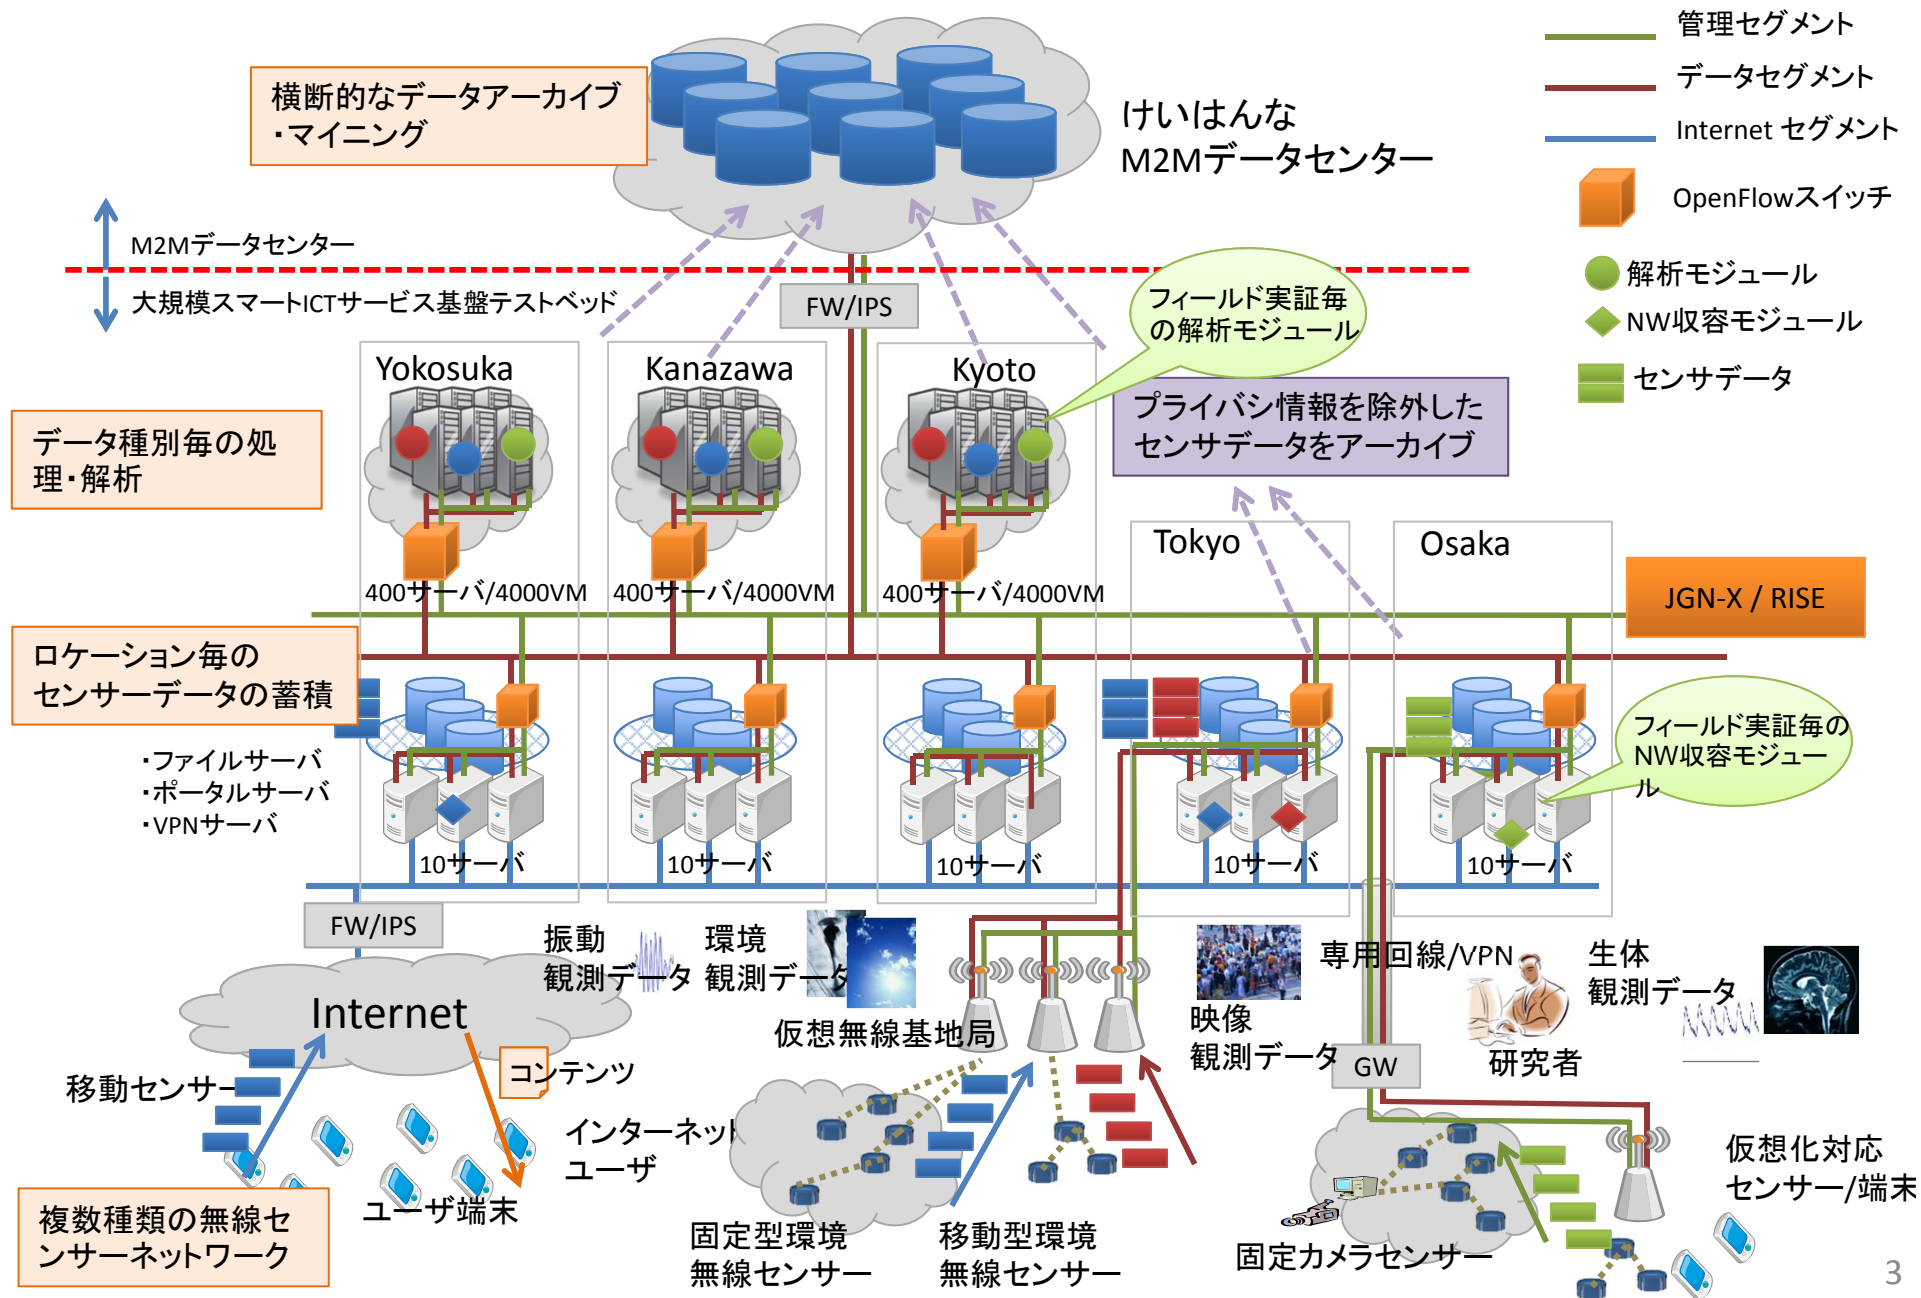 横断的なデータアーカイブ
・マイニング
けいはんな
M2Mデータセンター
管理セグメント
データセグメント
Internet セグメント
OpenFlowスイッチ
解析モジュール
NW収容モジュール
センサデータ
M2Mデータセンター
大規模スマートICTサービス基盤テストベッド
FW/IPS
フィールド実証毎
の解析モジュール
Yokosuka
Kanazawa
Kyoto
プライバシ情報を除外した
センサデータをアーカイブ
データ種別毎の処
理・解析
400サーバ/4000VM
400サーバ/4000VM
400サーバ/4000VM
Tokyo
Osaka
JGN-X / RISE
ロケーション毎の
センサーデータの蓄積
・ファイルサーバ
・ポータルサーバ
・VPNサーバ
フィールド実証毎の
NW収容モジュー
ル
10サーバ
10サーバ
10サーバ
10サーバ
10サーバ
FW/IPS
Internet
振動
観測データ
環境
観測データ
仮想無線基地局
映像
観測データ
専用回線/VPN
研究者
生体
観測データ
GW
移動センサー
コンテンツ
インターネット
ユーザ
ユーザ端末
複数種類の無線セ
ンサーネットワーク
固定型環境
無線センサー
移動型環境
無線センサー
固定カメラセンサー
仮想化対応
センサー/端末
3